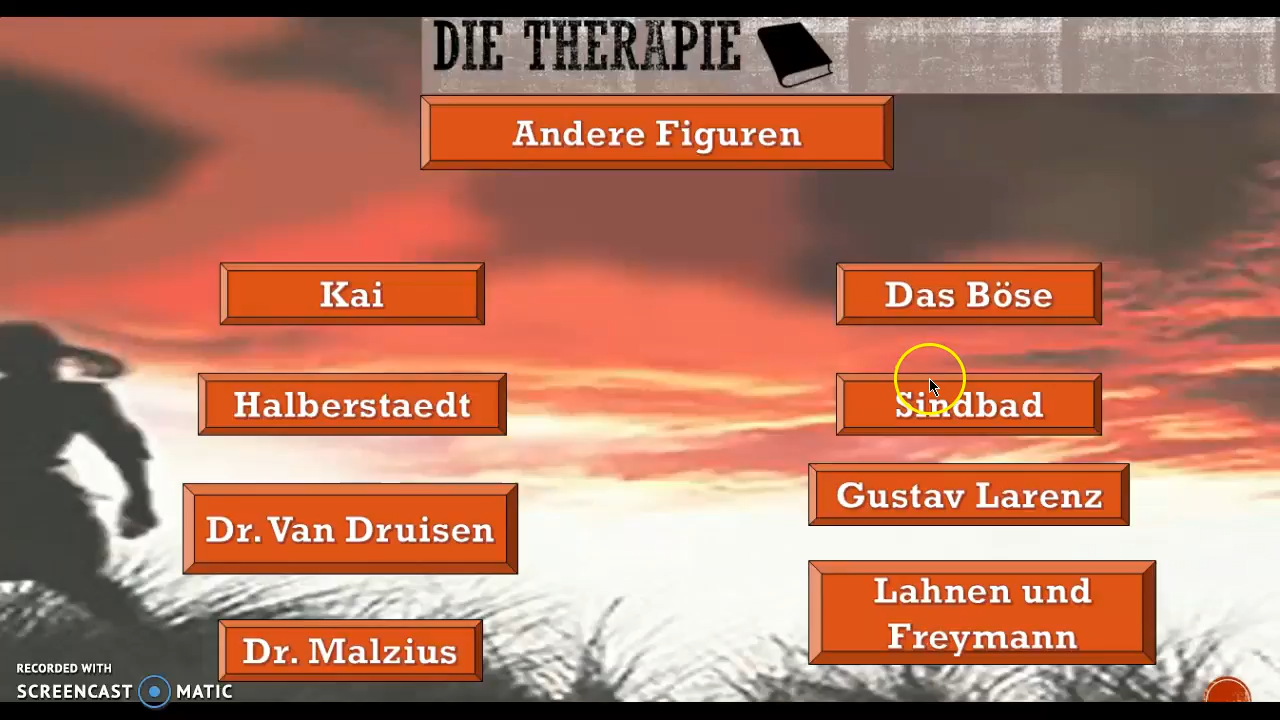 DIE THERAPIE
Andere Figuren
Kai
Das Böse
Halberstaedt
Sindbad
Gustav Larenz
Dr. Van Druisen
Lahnen und
Freymann
Dr. Malzius
RECORDED WITH
SCREENCAST MATIC